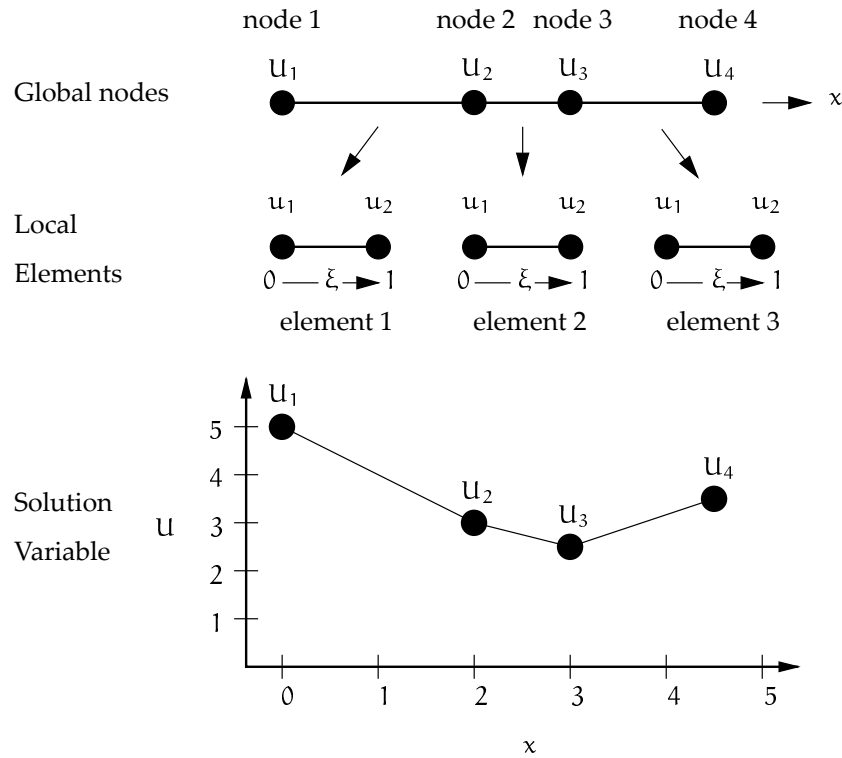 node 1 node 2 node 3 node 4
U₁ U₂ U₃ U₄
Global nodes
x
u₁ u₂ u₁ u₂ u₁ u₂
Local
Elements
0 ξ 1 0 ξ 1 0 ξ 1
element 1 element 2 element 3
U₁
5
4
U₄
U₂
Solution
U₃
3
U
Variable
2
1
0 1 2 3 4 5
x